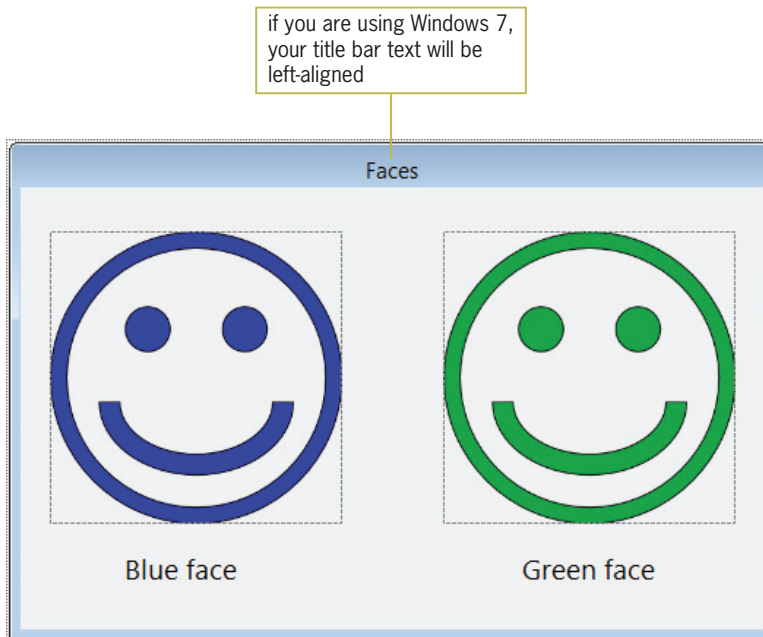 if you are using Windows 7,
your title bar text will be
left-aligned
Faces
Blue face
Green face